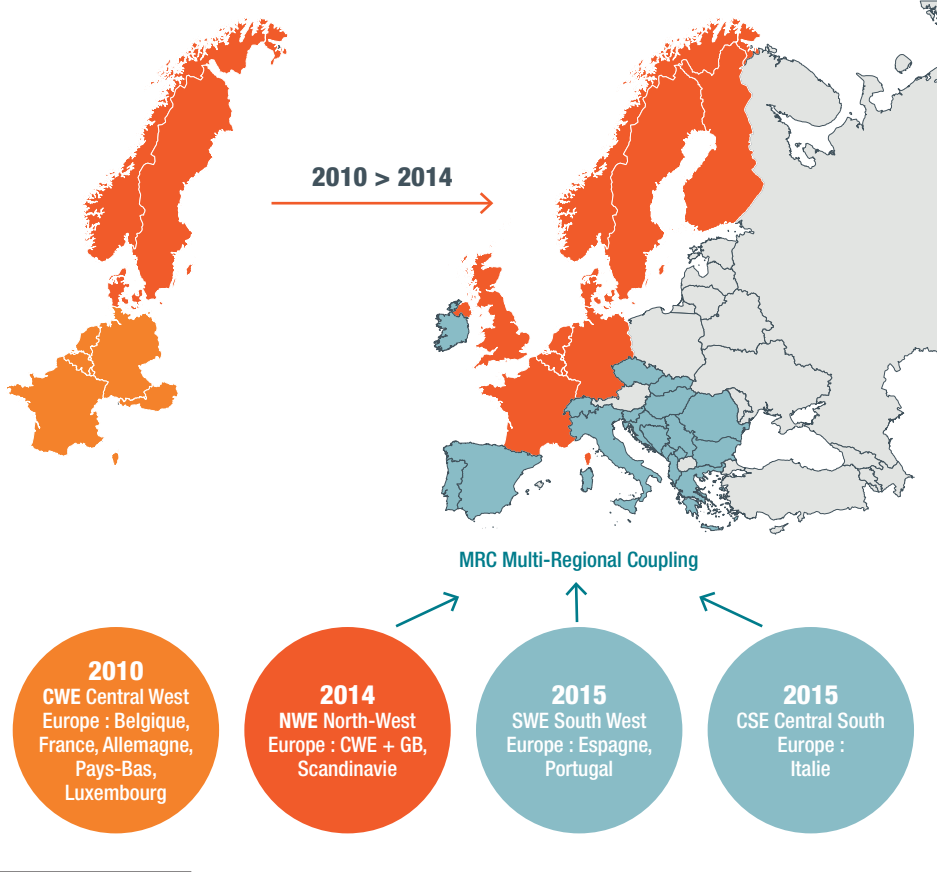 2010 > 2014
MRC Multi-Regional Coupling
2010
CWE Central West
Europe : Belgique,
France, Allemagne,
Pays-Bas,
Luxembourg
2014
NWE North-West
Europe : CWE + GB,
Scandinavie
2015
SWE South West
Europe : Espagne,
Portugal
2015
CSE Central South
Europe :
Italie